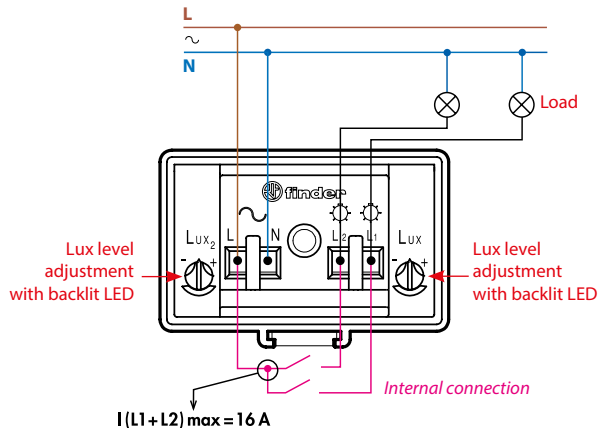 L
N
Load
finder
L N L2 L1
LUX2
LUX
- +
- +
Lux level
adjustment
with backlit LED
Lux level
adjustment
with backlit LED
Internal connection
I (L1+L2) max = 16 A